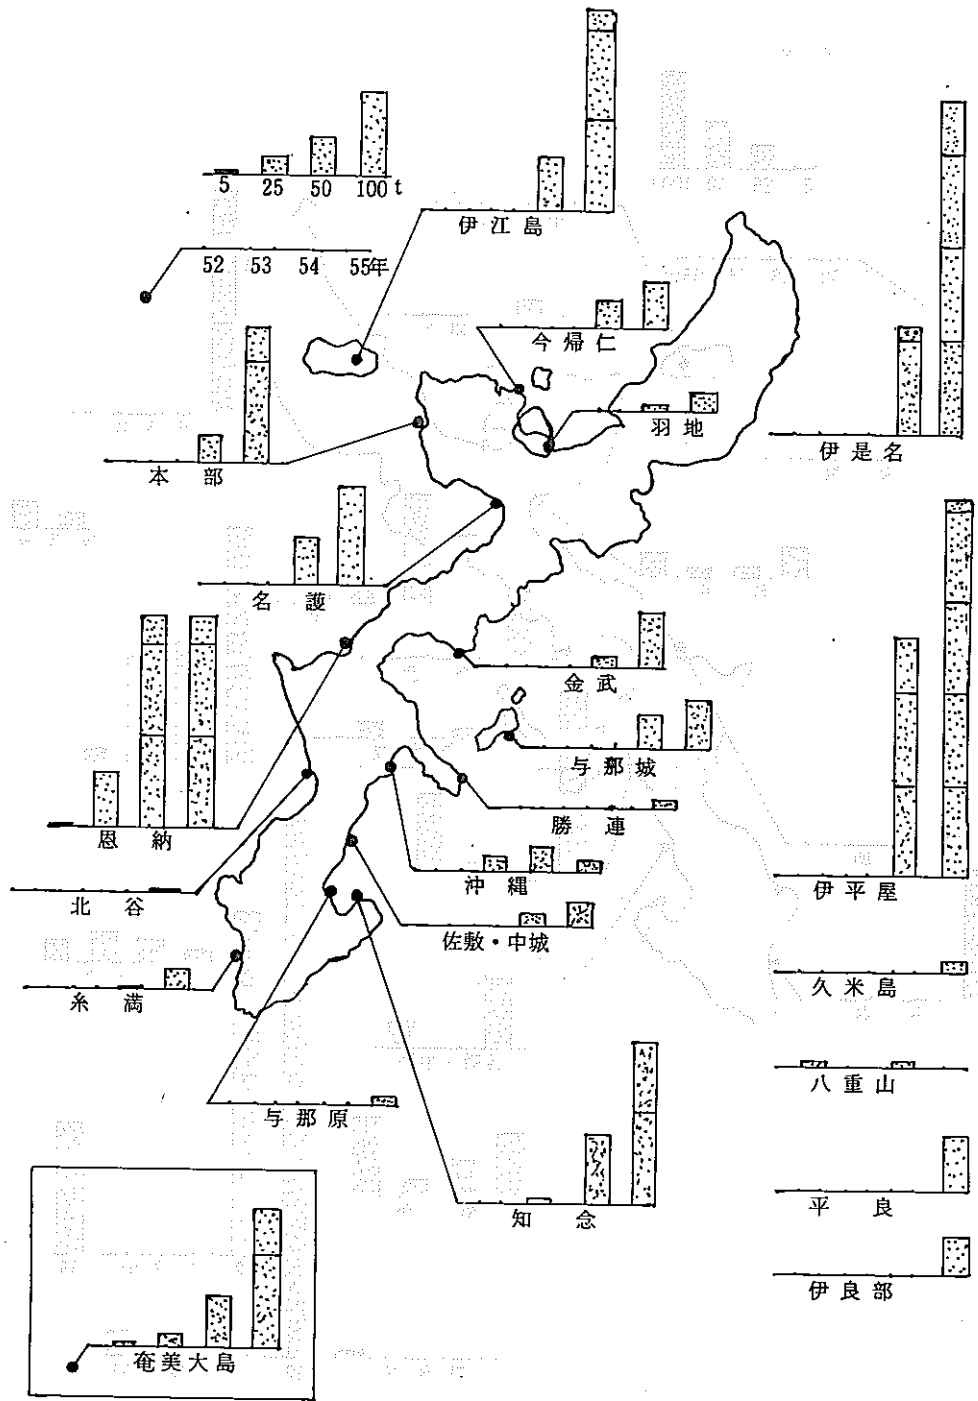 5 25 50 100 t
52 53 54 55年
伊江島
今帰仁
羽地
伊是名
本部
名護
金武
与那城
恩納
勝連
沖縄
伊平屋
北谷
佐敷・中城
糸満
久米島
八重山
与那原
平良
知念
伊良部
奄美大島